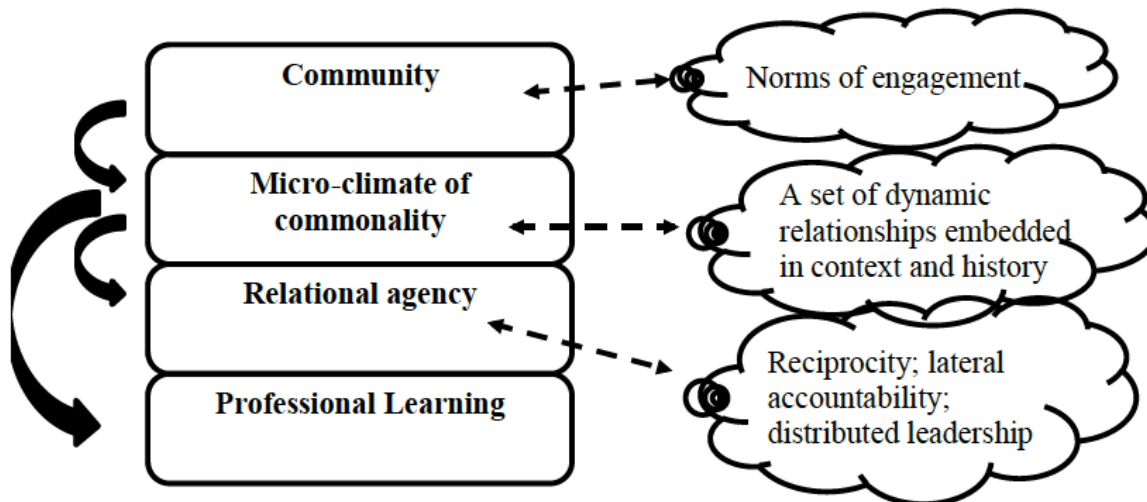 Community
Norms of engagement
Micro-climate of
commonality
A set of dynamic
relationships embedded
in context and history
Relational agency
Reciprocity; lateral
accountability;
distributed leadership
Professional Learning